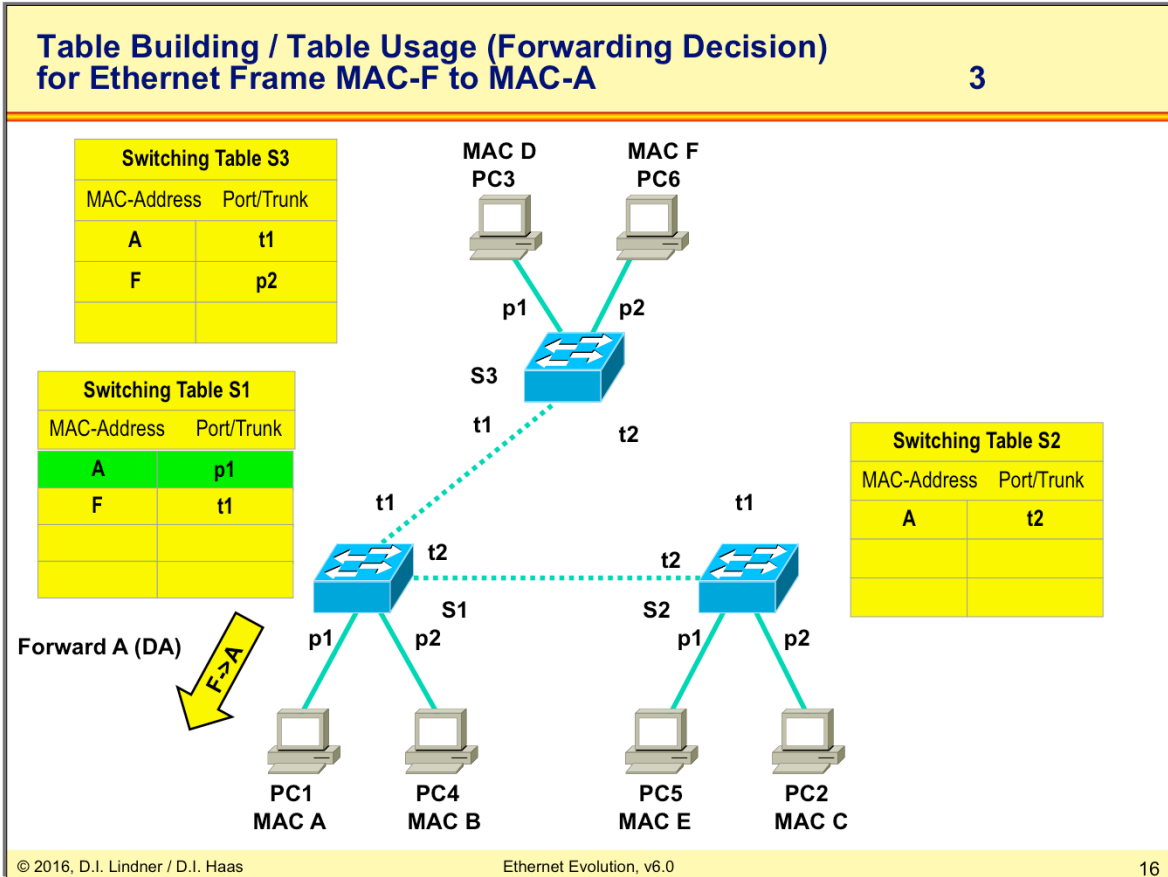 Table Building / Table Usage (Forwarding Decision)
for Ethernet Frame MAC-F to MAC-A 3
Switching Table S3
MAC-Address Port/Trunk
A t1
F p2
MAC D MAC F
PC3 PC6
p1 p2
S3
t1 t2
Switching Table S1
MAC-Address Port/Trunk
A p1
F t1
Switching Table S2
MAC-Address Port/Trunk
A t2
t1 t1
t2 t2
S1 S2
Forward A (DA)
F->A
p1 p2 p1 p2
PC1 PC4 PC5 PC2
MAC A MAC B MAC E MAC C
© 2016, D.I. Lindner / D.I. Haas Ethernet Evolution, v6.0 16